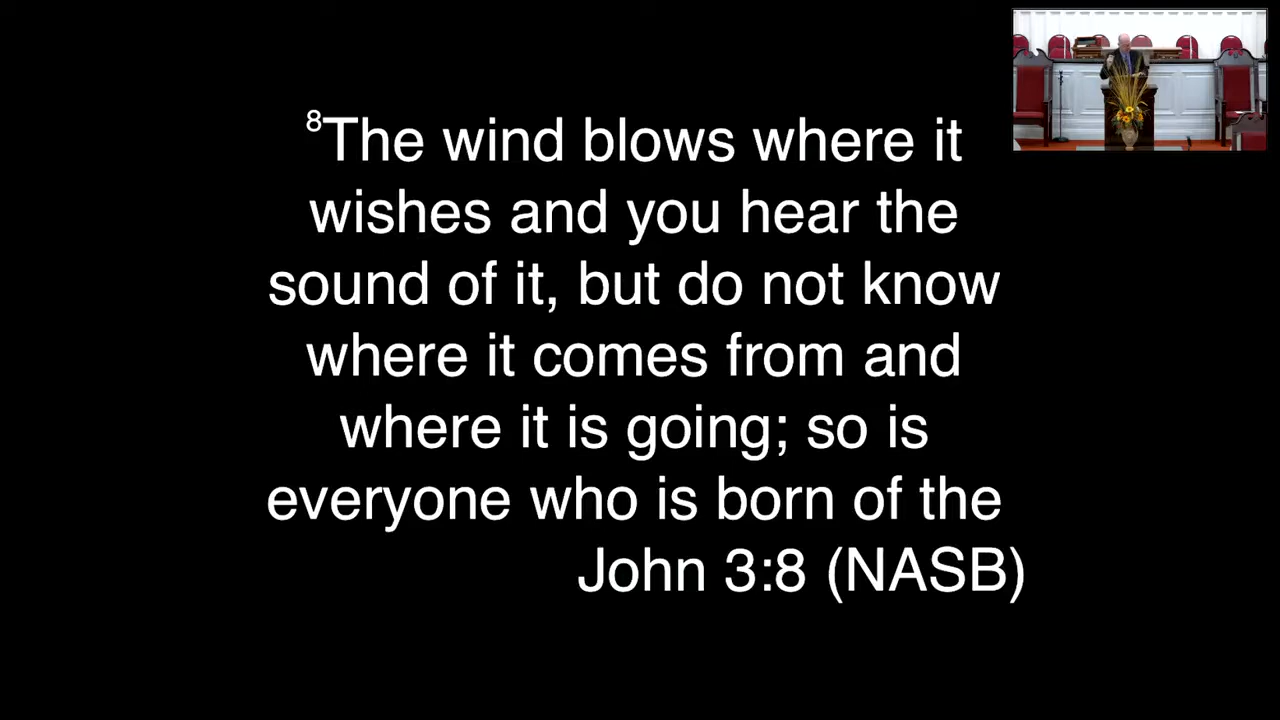 8The wind blows where it
wishes and you hear the
sound of it, but do not know
where it comes from and
where it is going; so is
everyone who is born of the
John 3:8 (NASB)